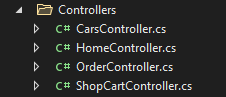 Controllers
C# CarsController.cs
C# HomeController.cs
C# OrderController.cs
C# ShopCartController.cs